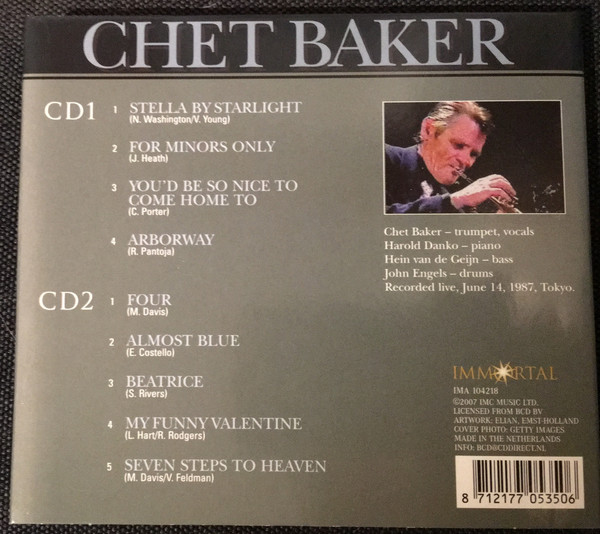 CHET BAKER
CD1
1 STELLA BY STARLIGHT
(N. Washington/V. Young)
2 FOR MINORS ONLY
(J. Heath)
3 YOU'D BE SO NICE TO
COME HOME TO
(C. Porter)
4 ARBORWAY
(R. Pantoja)
CD2
1 FOUR
(M. Davis)
2 ALMOST BLUE
(E. Costello)
3 BEATRICE
(S. Rivers)
4 MY FUNNY VALENTINE
(L. Hart/R. Rodgers)
5 SEVEN STEPS TO HEAVEN
(M. Davis/V. Feldman)
Chet Baker – trumpet, vocals
Harold Danko – piano
Hein van de Geijn – bass
John Engels – drums
Recorded live, June 14, 1987, Tokyo.
IMMORTAL
IMA 104218
©2007 IMC MUSIC LTD.
LICENSED FROM BCD BV
ARTWORK: ELIAN, EMST-HOLLAND
COVER PHOTO: GETTY IMAGES
MADE IN THE NETHERLANDS
INFO: BCD@CDDIRECT.NL
8 712177 053506